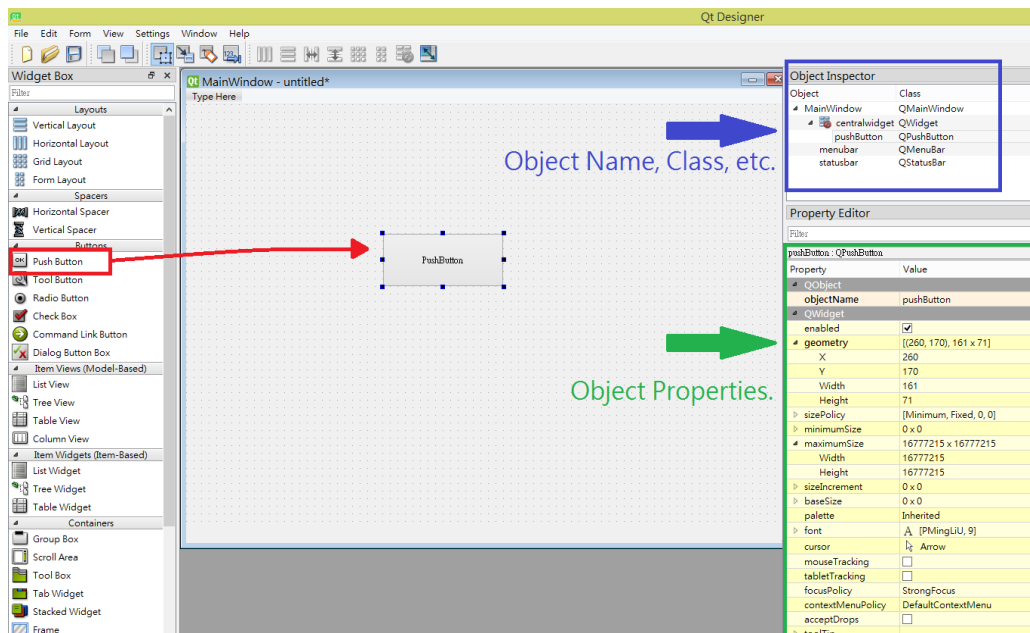 Qt Designer
File Edit Form View Settings Window Help
Widget Box
Filter
Layouts
Vertical Layout
Horizontal Layout
Grid Layout
Form Layout
Spacers
Horizontal Spacer
Vertical Spacer
Buttons
OK Push Button
Tool Button
Radio Button
Check Box
Command Link Button
Dialog Button Box
Item Views (Model-Based)
List View
Tree View
Table View
Column View
Item Widgets (Item-Based)
List Widget
Tree Widget
Table Widget
Containers
Group Box
Scroll Area
Tool Box
Tab Widget
Stacked Widget
Frame
MainWindow - untitled*
Type Here
PushButton
Object Name, Class, etc.
Object Properties.
Object Inspector
Object Class
MainWindow QMainWindow
centralwidget QWidget
pushButton QPushButton
menubar QMenuBar
statusbar QStatusBar
Property Editor
Filter
pushButton : QPushButton
Property Value
QObject
objectName pushButton
QWidget
enabled
geometry [(260, 170), 161 x 71]
X 260
Y 170
Width 161
Height 71
sizePolicy [Minimum, Fixed, 0, 0]
minimumSize 0 x 0
maximumSize 16777215 x 16777215
Width 16777215
Height 16777215
sizeIncrement 0 x 0
baseSize 0 x 0
palette Inherited
font A [PMingLiU, 9]
cursor Arrow
mouseTracking
tabletTracking
focusPolicy StrongFocus
contextMenuPolicy DefaultContextMenu
acceptDrops